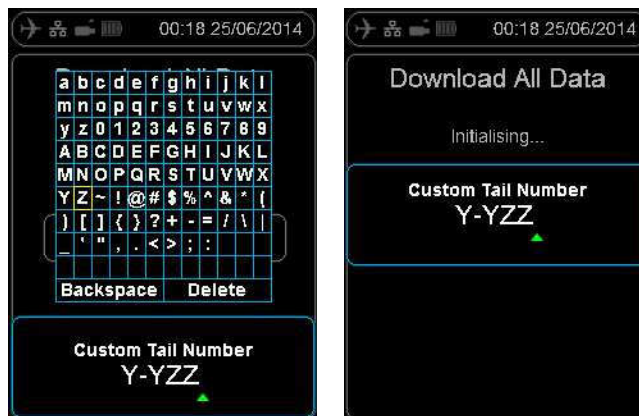 00:18 25/06/2014
a b c d e f g h i j k l
m n o p q r s t u v w x
y z 0 1 2 3 4 5 6 7 8 9
A B C D E F G H I J K L
M N O P Q R S T U V W X
Y Z ~ ! @ # $ % ^ & * (
) [ ] { } ? + - = / \ |
_ ' " , . < > ; :
Backspace Delete
Custom Tail Number
Y-YZZ
00:18 25/06/2014
Download All Data
Initialising...
Custom Tail Number
Y-YZZ